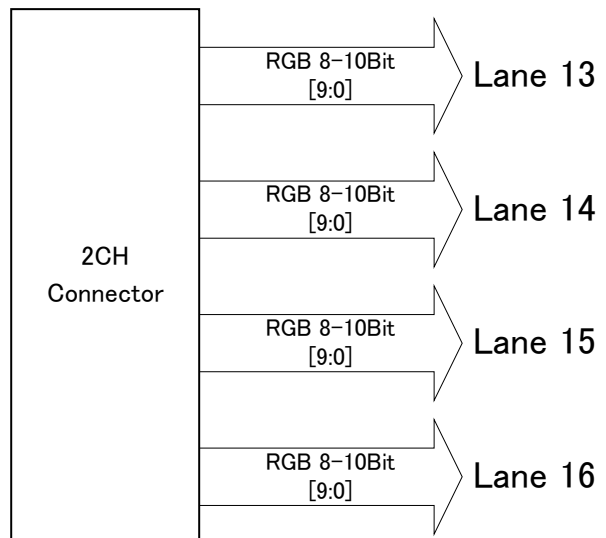 RGB 8-10Bit
[9:0]
Lane 13
RGB 8-10Bit
[9:0]
Lane 14
2CH
Connector
RGB 8-10Bit
[9:0]
Lane 15
RGB 8-10Bit
[9:0]
Lane 16